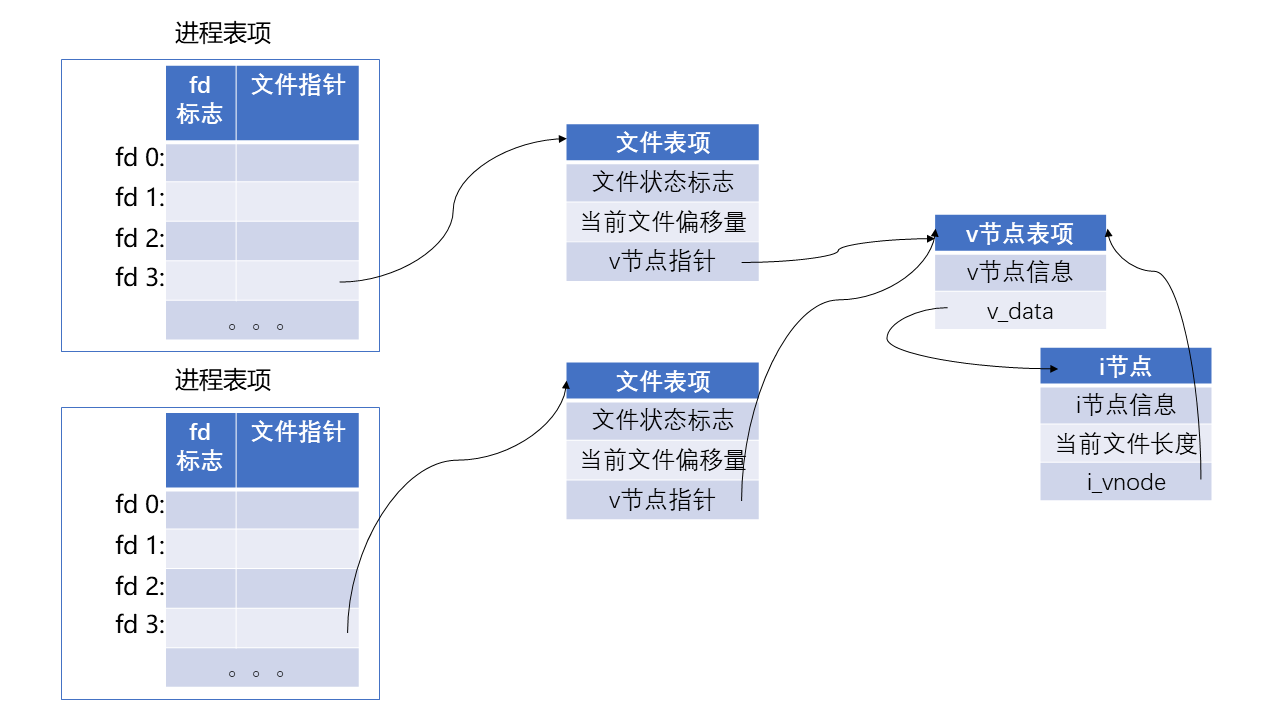 进程表项
fd
标志
文件指针
fd 0:
fd 1:
fd 2:
fd 3:
。。。
文件表项
文件状态标志
当前文件偏移量
v节点指针
v节点表项
v节点信息
v_data
i节点
i节点信息
当前文件长度
i_vnode
进程表项
fd
标志
文件指针
fd 0:
fd 1:
fd 2:
fd 3:
。。。
文件表项
文件状态标志
当前文件偏移量
v节点指针